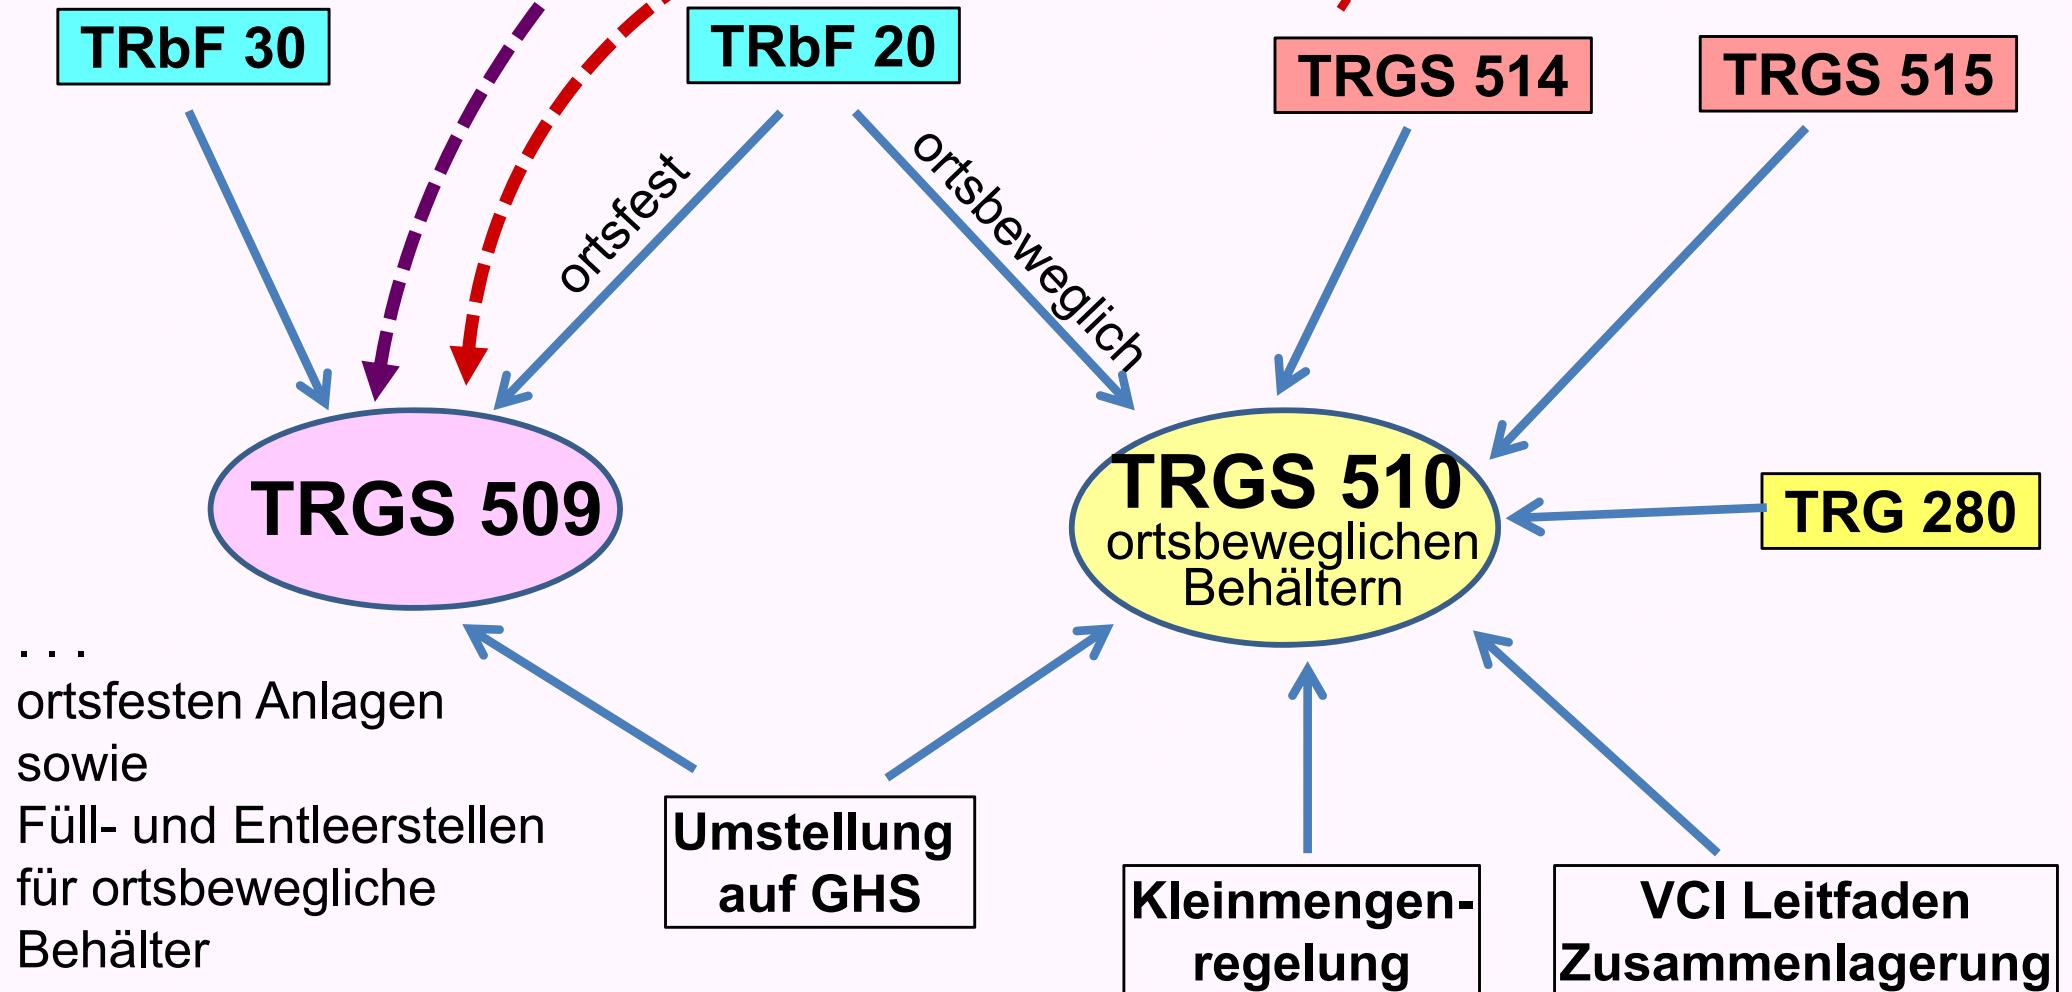 TRbF 30
TRbF 20
TRGS 514
TRGS 515
ortsfest
ortsbeweglich
TRGS 509
TRGS 510
ortsbeweglichen
Behältern
TRG 280
. . .
ortsfesten Anlagen
sowie
Füll- und Entleerstellen
für ortsbewegliche
Behälter
Umstellung
auf GHS
Kleinmengen-
regelung
VCI Leitfaden
Zusammenlagerung